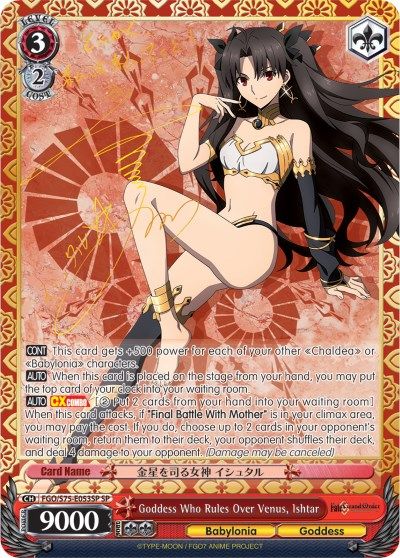 LEVEL
3
2
COST
CONT This card gets +500 power for each of your other «Chaldea» or
«Babylonia» characters.
AUTO When this card is placed on the stage from your hand, you may put
the top card of your clock into your waiting room.
AUTO CX COMBO [② Put 2 cards from your hand into your waiting room]
When this card attacks, if "Final Battle With Mother" is in your climax area,
you may pay the cost. If you do, choose up to 2 cards in your opponent's
waiting room, return them to their deck, your opponent shuffles their deck,
and deal 4 damage to your opponent. (Damage may be canceled)
Card Name
金星を司る女神 イシュタル
CH FGO/S75-E053SP SP
Goddess Who Rules Over Venus, Ishtar
Fate/Grand Order
POWER
9000
SOUL
Babylonia
Goddess
©TYPE-MOON / FGO7 ANIME PROJECT